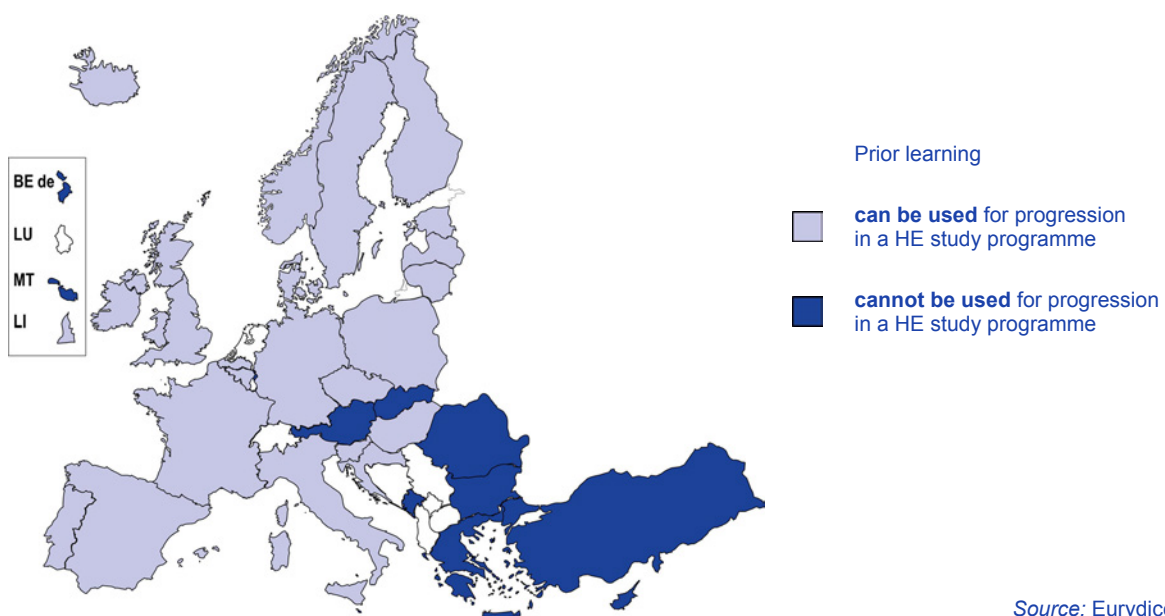 BE de
LU
MT
LI
Prior learning
can be used for progression
in a HE study programme
cannot be used for progression
in a HE study programme
Source: Eurydice